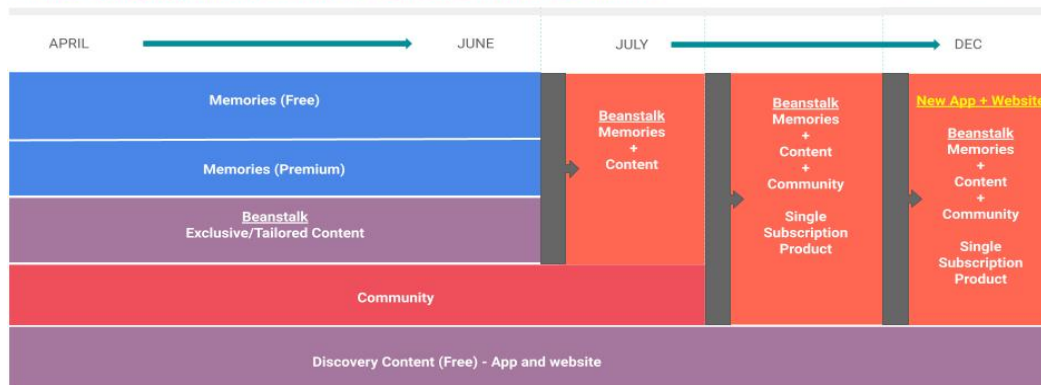 APRIL
JUNE
JULY
DEC
Memories (Free)
Memories (Premium)
Beanstalk
Exclusive/Tailored Content
Community
Discovery Content (Free) - App and website
Beanstalk
Memories
+
Content
Beanstalk
Memories
+
Content
+
Community
Single
Subscription
Product
New App + Website
Beanstalk
Memories
+
Content
+
Community
Single
Subscription
Product